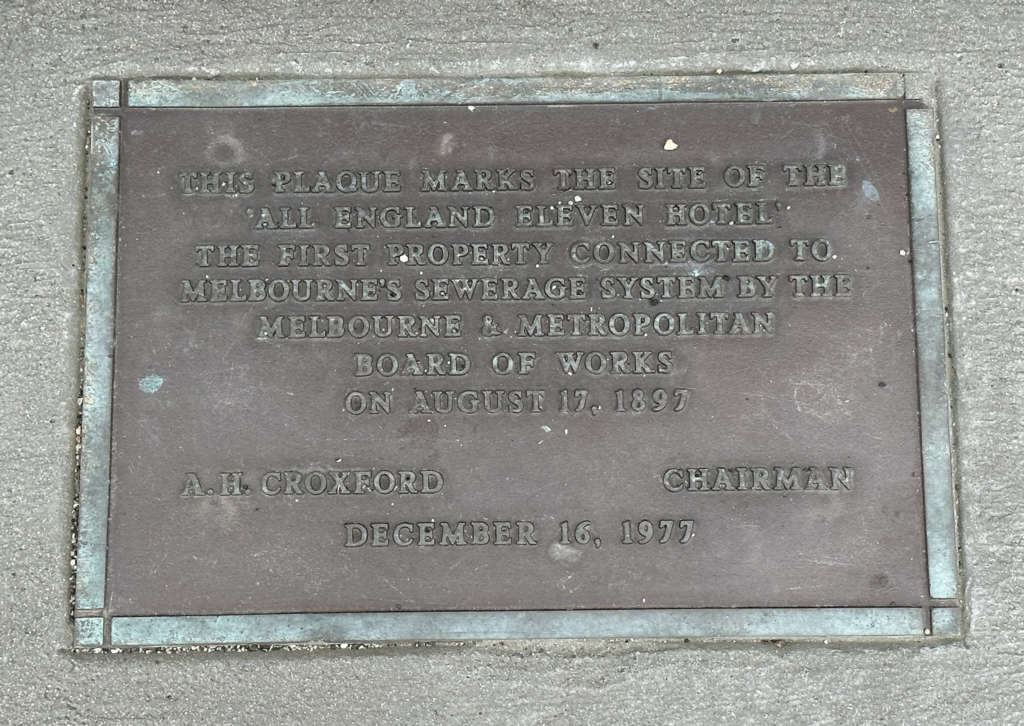 THIS PLAQUE MARKS THE SITE OF THE
'ALL ENGLAND ELEVEN HOTEL'
THE FIRST PROPERTY CONNECTED TO
MELBOURNE'S SEWERAGE SYSTEM BY THE
MELBOURNE & METROPOLITAN
BOARD OF WORKS
ON AUGUST 17, 1897
A.H. CROXFORD CHAIRMAN
DECEMBER 16, 1977